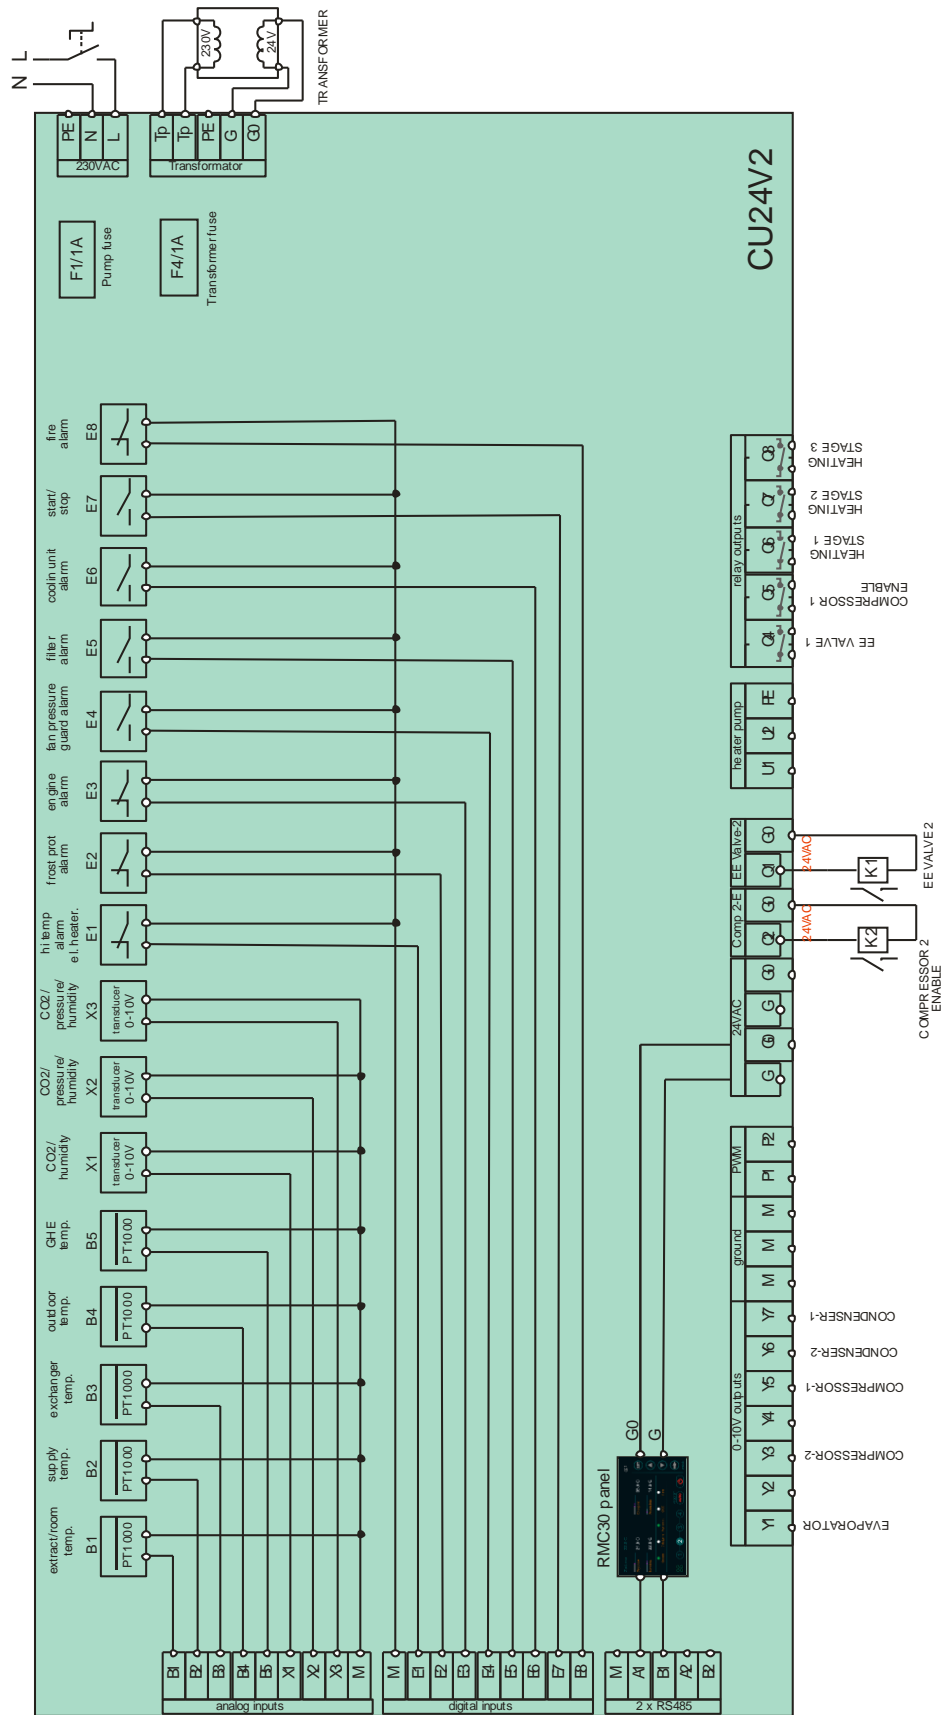 N L
230V
24V
TRANSFORMER
PE
N
L
230VAC
Tp
Tp
PE
G
G0
Transformator
F1/1A
Pump fuse
F4/1A
Transformer fuse
CU24V2
fire
alarm
E8
start/
stop
E7
coolin unit
alarm
E6
filter
alarm
E5
fan pressure
guard alarm
E4
engine
alarm
E3
frost prot
alarm
E2
hi temp
alarm
el. heater.
E1
CO2/
pressure/
humidity
X3
transducer
0-10V
CO2/
pressure/
humidity
X2
transducer
0-10V
CO2/
humidity
X1
transducer
0-10V
GHE
temp.
B5
PT1000
outdoor
temp.
B4
PT1000
exchanger
temp.
B3
PT1000
supply
temp.
B2
PT1000
extract/room
temp.
B1
PT1000
relay outputs
Q8
Q7
Q6
Q5
Q4
HEATING
STAGE 3
HEATING
STAGE 2
HEATING
STAGE 1
COMPRESSOR 1
ENABLE
EE VALVE 1
heater pump
PE
U2
U1
EE Valve-2
G0
Q1
Comp 2-E
G0
Q2
24VAC
G0
G
G0
G
24VAC
K1
EE VALVE 2
24VAC
K2
COMPRESSOR 2
ENABLE
PWM
P2
P1
ground
M
M
M
0-10V outputs
Y7
Y6
Y5
Y4
Y3
Y2
Y1
CONDENSER-1
CONDENSER-2
COMPRESSOR-1
COMPRESSOR-2
EVAPORATOR
RMC30 panel
G0
G
B1
B2
B3
B4
B5
X1
X2
X3
M
analog inputs
M
E1
E2
E3
E4
E5
E6
E7
E8
digital inputs
M
A1
B1
A2
B2
2 x RS485